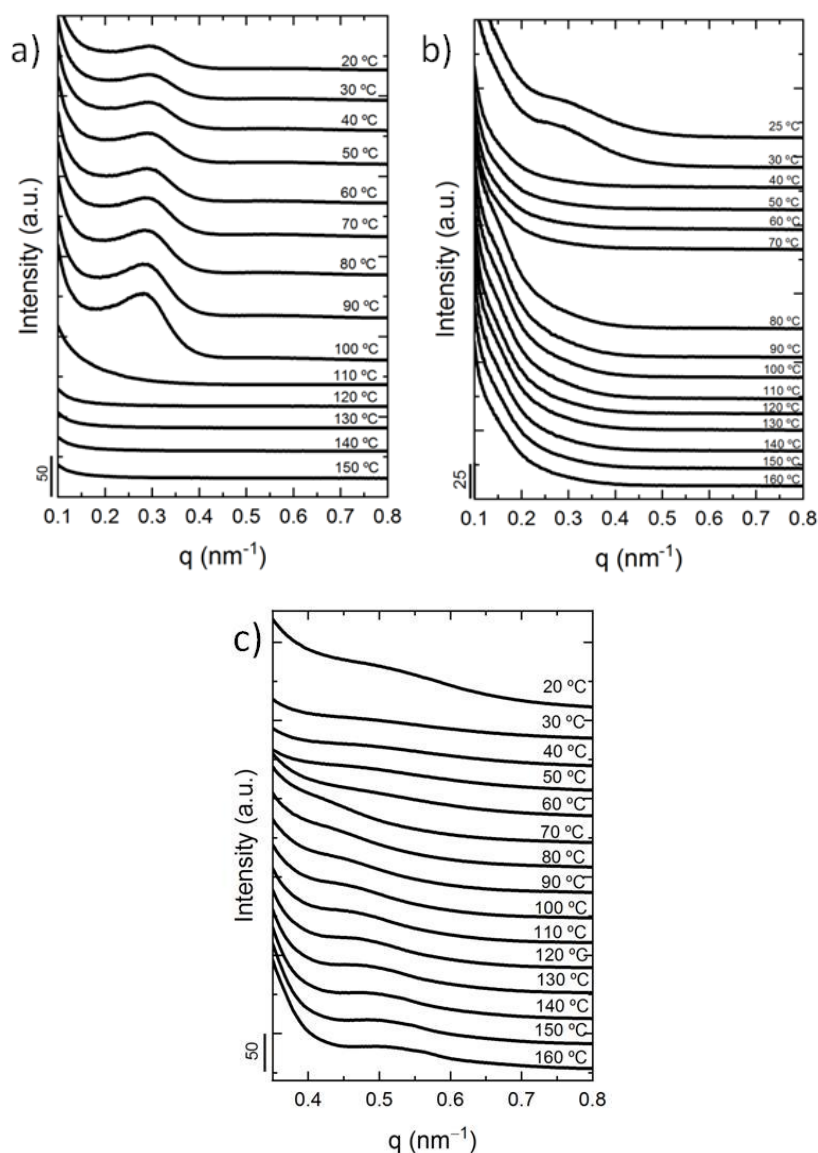 a)
Intensity (a.u.)
20 ºC
30 ºC
40 ºC
50 ºC
60 ºC
70 ºC
80 ºC
90 ºC
100 ºC
110 ºC
120 ºC
130 ºC
140 ºC
150 ºC
50
0.1 0.2 0.3 0.4 0.5 0.6 0.7 0.8
q (nm-1)
b)
Intensity (a.u.)
25 ºC
30 ºC
40 ºC
50 ºC
60 ºC
70 ºC
80 ºC
90 ºC
100 ºC
110 ºC
120 ºC
130 ºC
140 ºC
150 ºC
160 ºC
25
0.1 0.2 0.3 0.4 0.5 0.6 0.7 0.8
q (nm-1)
c)
Intensity (a.u.)
20 ºC
30 ºC
40 ºC
50 ºC
60 ºC
70 ºC
80 ºC
90 ºC
100 ºC
110 ºC
120 ºC
130 ºC
140 ºC
150 ºC
160 ºC
50
0.4 0.5 0.6 0.7 0.8
q (nm−1)